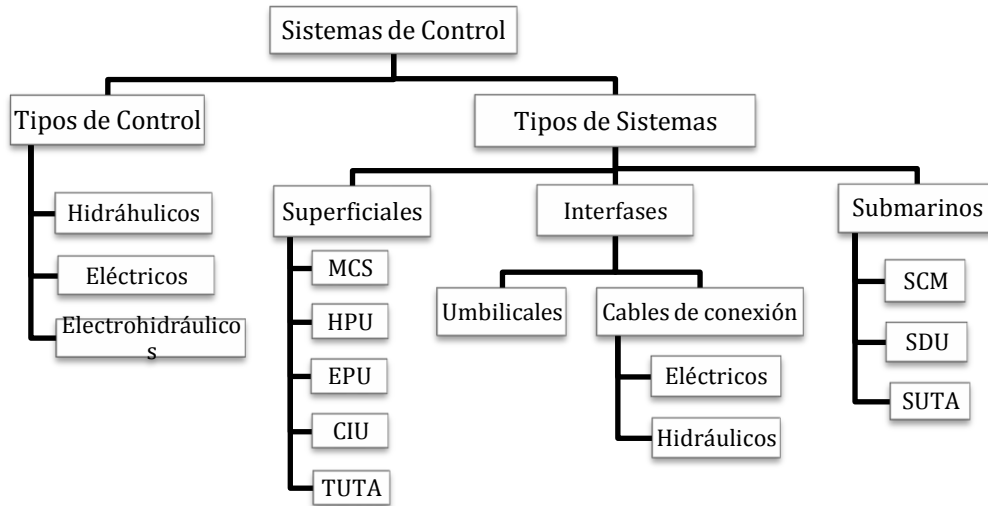 Sistemas de Control
Tipos de Control
Tipos de Sistemas
Hidráhulicos
Eléctricos
Electrohidráulico
s
Superficiales
MCS
HPU
EPU
CIU
TUTA
Interfases
Umbilicales
Cables de conexión
Eléctricos
Hidráulicos
Submarinos
SCM
SDU
SUTA